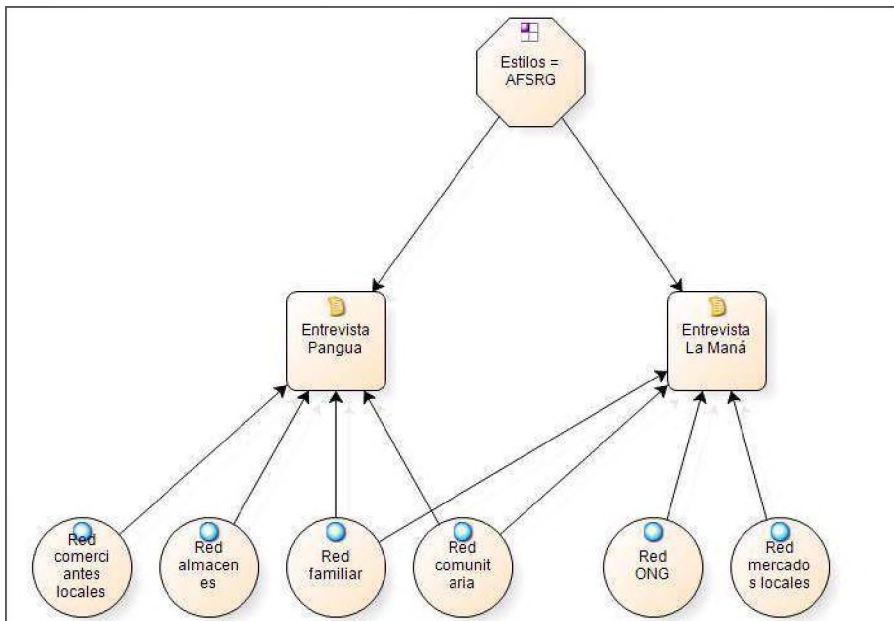 Estilos =
AFSRG
Entrevista
Pangua
Entrevista
La Maná
Red
comerci
antes
locales
Red
almacen
es
Red
familiar
Red
comunit
aria
Red
ONG
Red
mercado
s locales